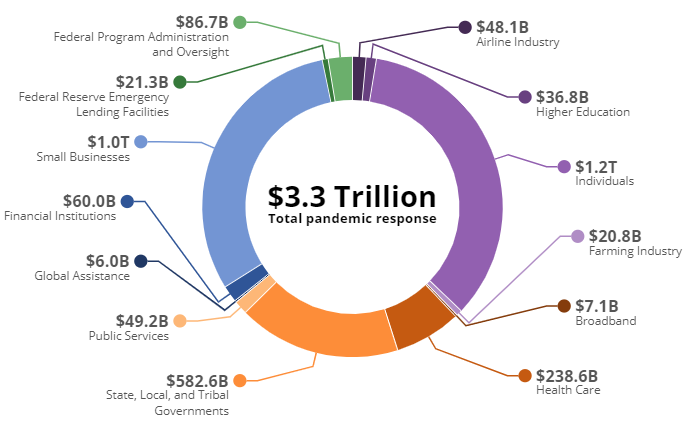 $86.7B
Federal Program Administration
and Oversight
$21.3B
Federal Reserve Emergency
Lending Facilities
$1.0T
Small Businesses
$60.0B
Financial Institutions
$6.0B
Global Assistance
$49.2B
Public Services
$582.6B
State, Local, and Tribal
Governments
$3.3 Trillion
Total pandemic response
$48.1B
Airline Industry
$36.8B
Higher Education
$1.2T
Individuals
$20.8B
Farming Industry
$7.1B
Broadband
$238.6B
Health Care